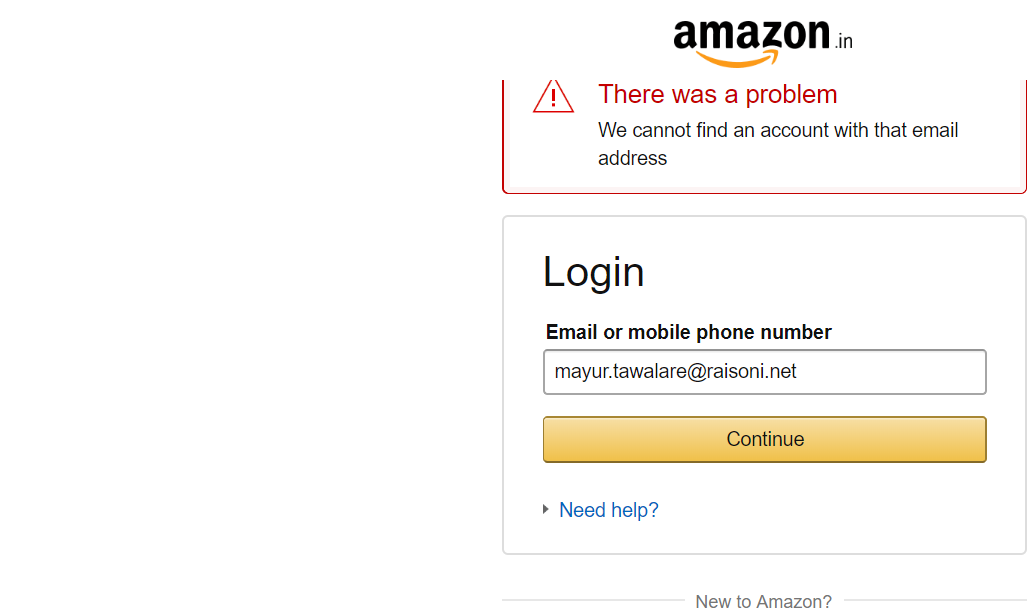 amazon.in
There was a problem
We cannot find an account with that email
address
Login
Email or mobile phone number
mayur.tawalare@raisoni.net
Continue
Need help?
New to Amazon?